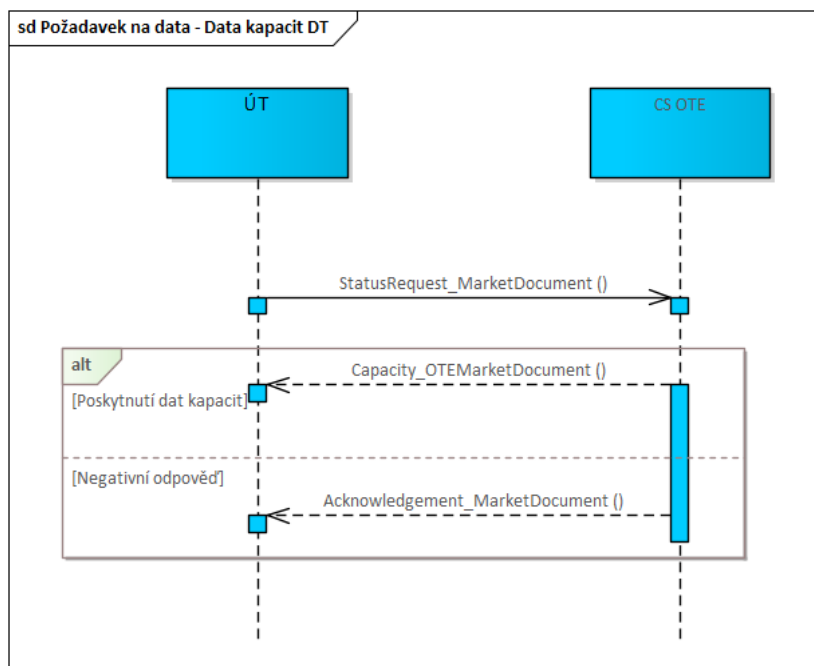 sd Požadavek na data - Data kapacit DT
ÚT
CS OTE
StatusRequest_MarketDocument ()
alt
Capacity_OTEMarketDocument ()
[Poskytnutí dat kapacit]
[Negativní odpověď]
Acknowledgement_MarketDocument ()